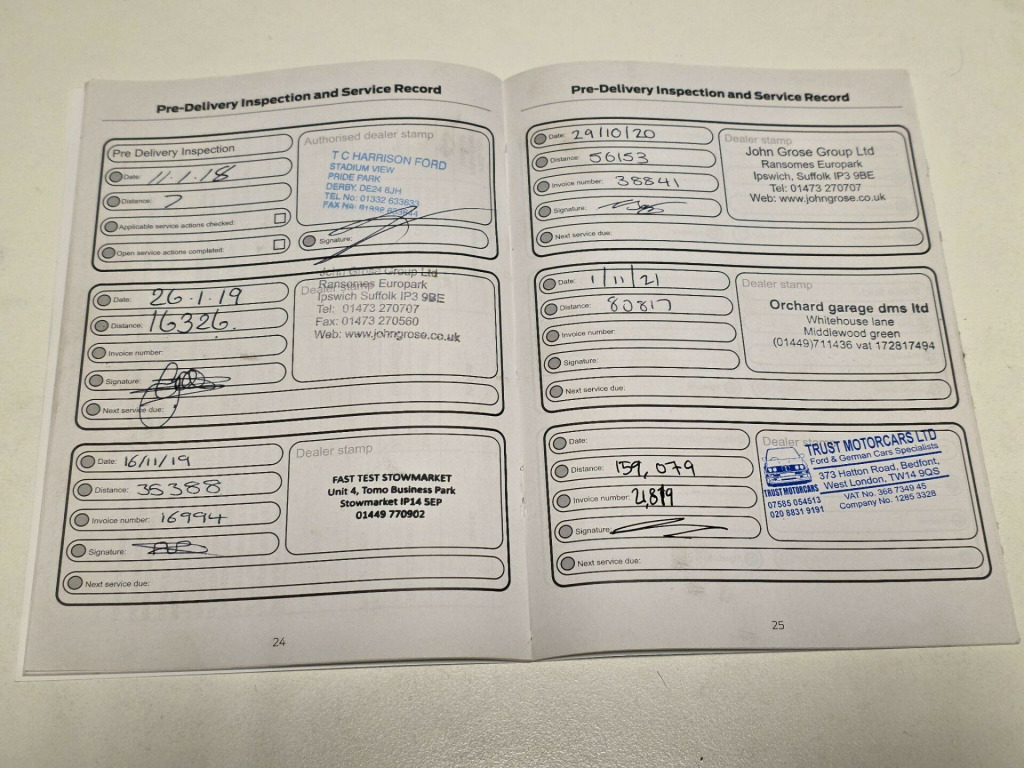 Pre-Delivery Inspection and Service Record
Pre Delivery Inspection
Date: 11.1.18
Distance: 7
Applicable service actions checked:
Open service actions completed:
Authorised dealer stamp
T C HARRISON FORD
STADIUM VIEW
PRIDE PARK
DERBY. DE24 8JH
TEL No: 01332 633633
FAX No:
Signature:
Date: 26.1.19
Distance: 16326.
Invoice number:
Signature:
Next service due:
Dealer stamp
John Grose Group Ltd
Ransomes Europark
Ipswich Suffolk IP3 9BE
Tel: 01473 270707
Fax: 01473 270560
Web: www.johngrose.co.uk
Date: 16/11/19
Distance: 35388
Invoice number: 16994
Signature:
Next service due:
Dealer stamp
FAST TEST STOWMARKET
Unit 4, Tomo Business Park
Stowmarket IP14 5EP
01449 770902
24
Pre-Delivery Inspection and Service Record
Date: 29/10/20
Distance: 56153
Invoice number: 38841
Signature:
Next service due:
Dealer stamp
John Grose Group Ltd
Ransomes Europark
Ipswich, Suffolk IP3 9BE
Tel: 01473 270707
Web: www.johngrose.co.uk
Date: 1/11/21
Distance: 80817
Invoice number:
Signature:
Next service due:
Dealer stamp
Orchard garage dms ltd
Whitehouse lane
Middlewood green
(01449)711436 vat 172817494
Date:
Distance: 159,079
Invoice number:
Signature:
Next service due:
Dealer stamp
TRUST MOTORCARS LTD
Ford & German Cars Specialists
373 Hatton Road, Bedfont,
West London, TW14 9QS
VAT No. 368 7349 45
Company No. 1285 3328
TRUST MOTORCARS
07585 054513
020 8831 9191
25